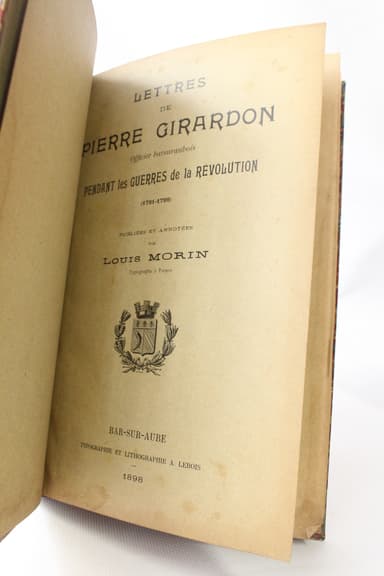 LETTRES
DE
PIERRE GIRARDON
Officier barsuraubois
PENDANT les GUERRES de la REVOLUTION
(1791-1799)
PUBLIÉES ET ANNOTÉES
PAR
LOUIS MORIN
Typographe à Troyes
BAR-SUR-AUBE
TYPOGRAPHIE ET LITHOGRAPHIE A. LEBOIS
1898